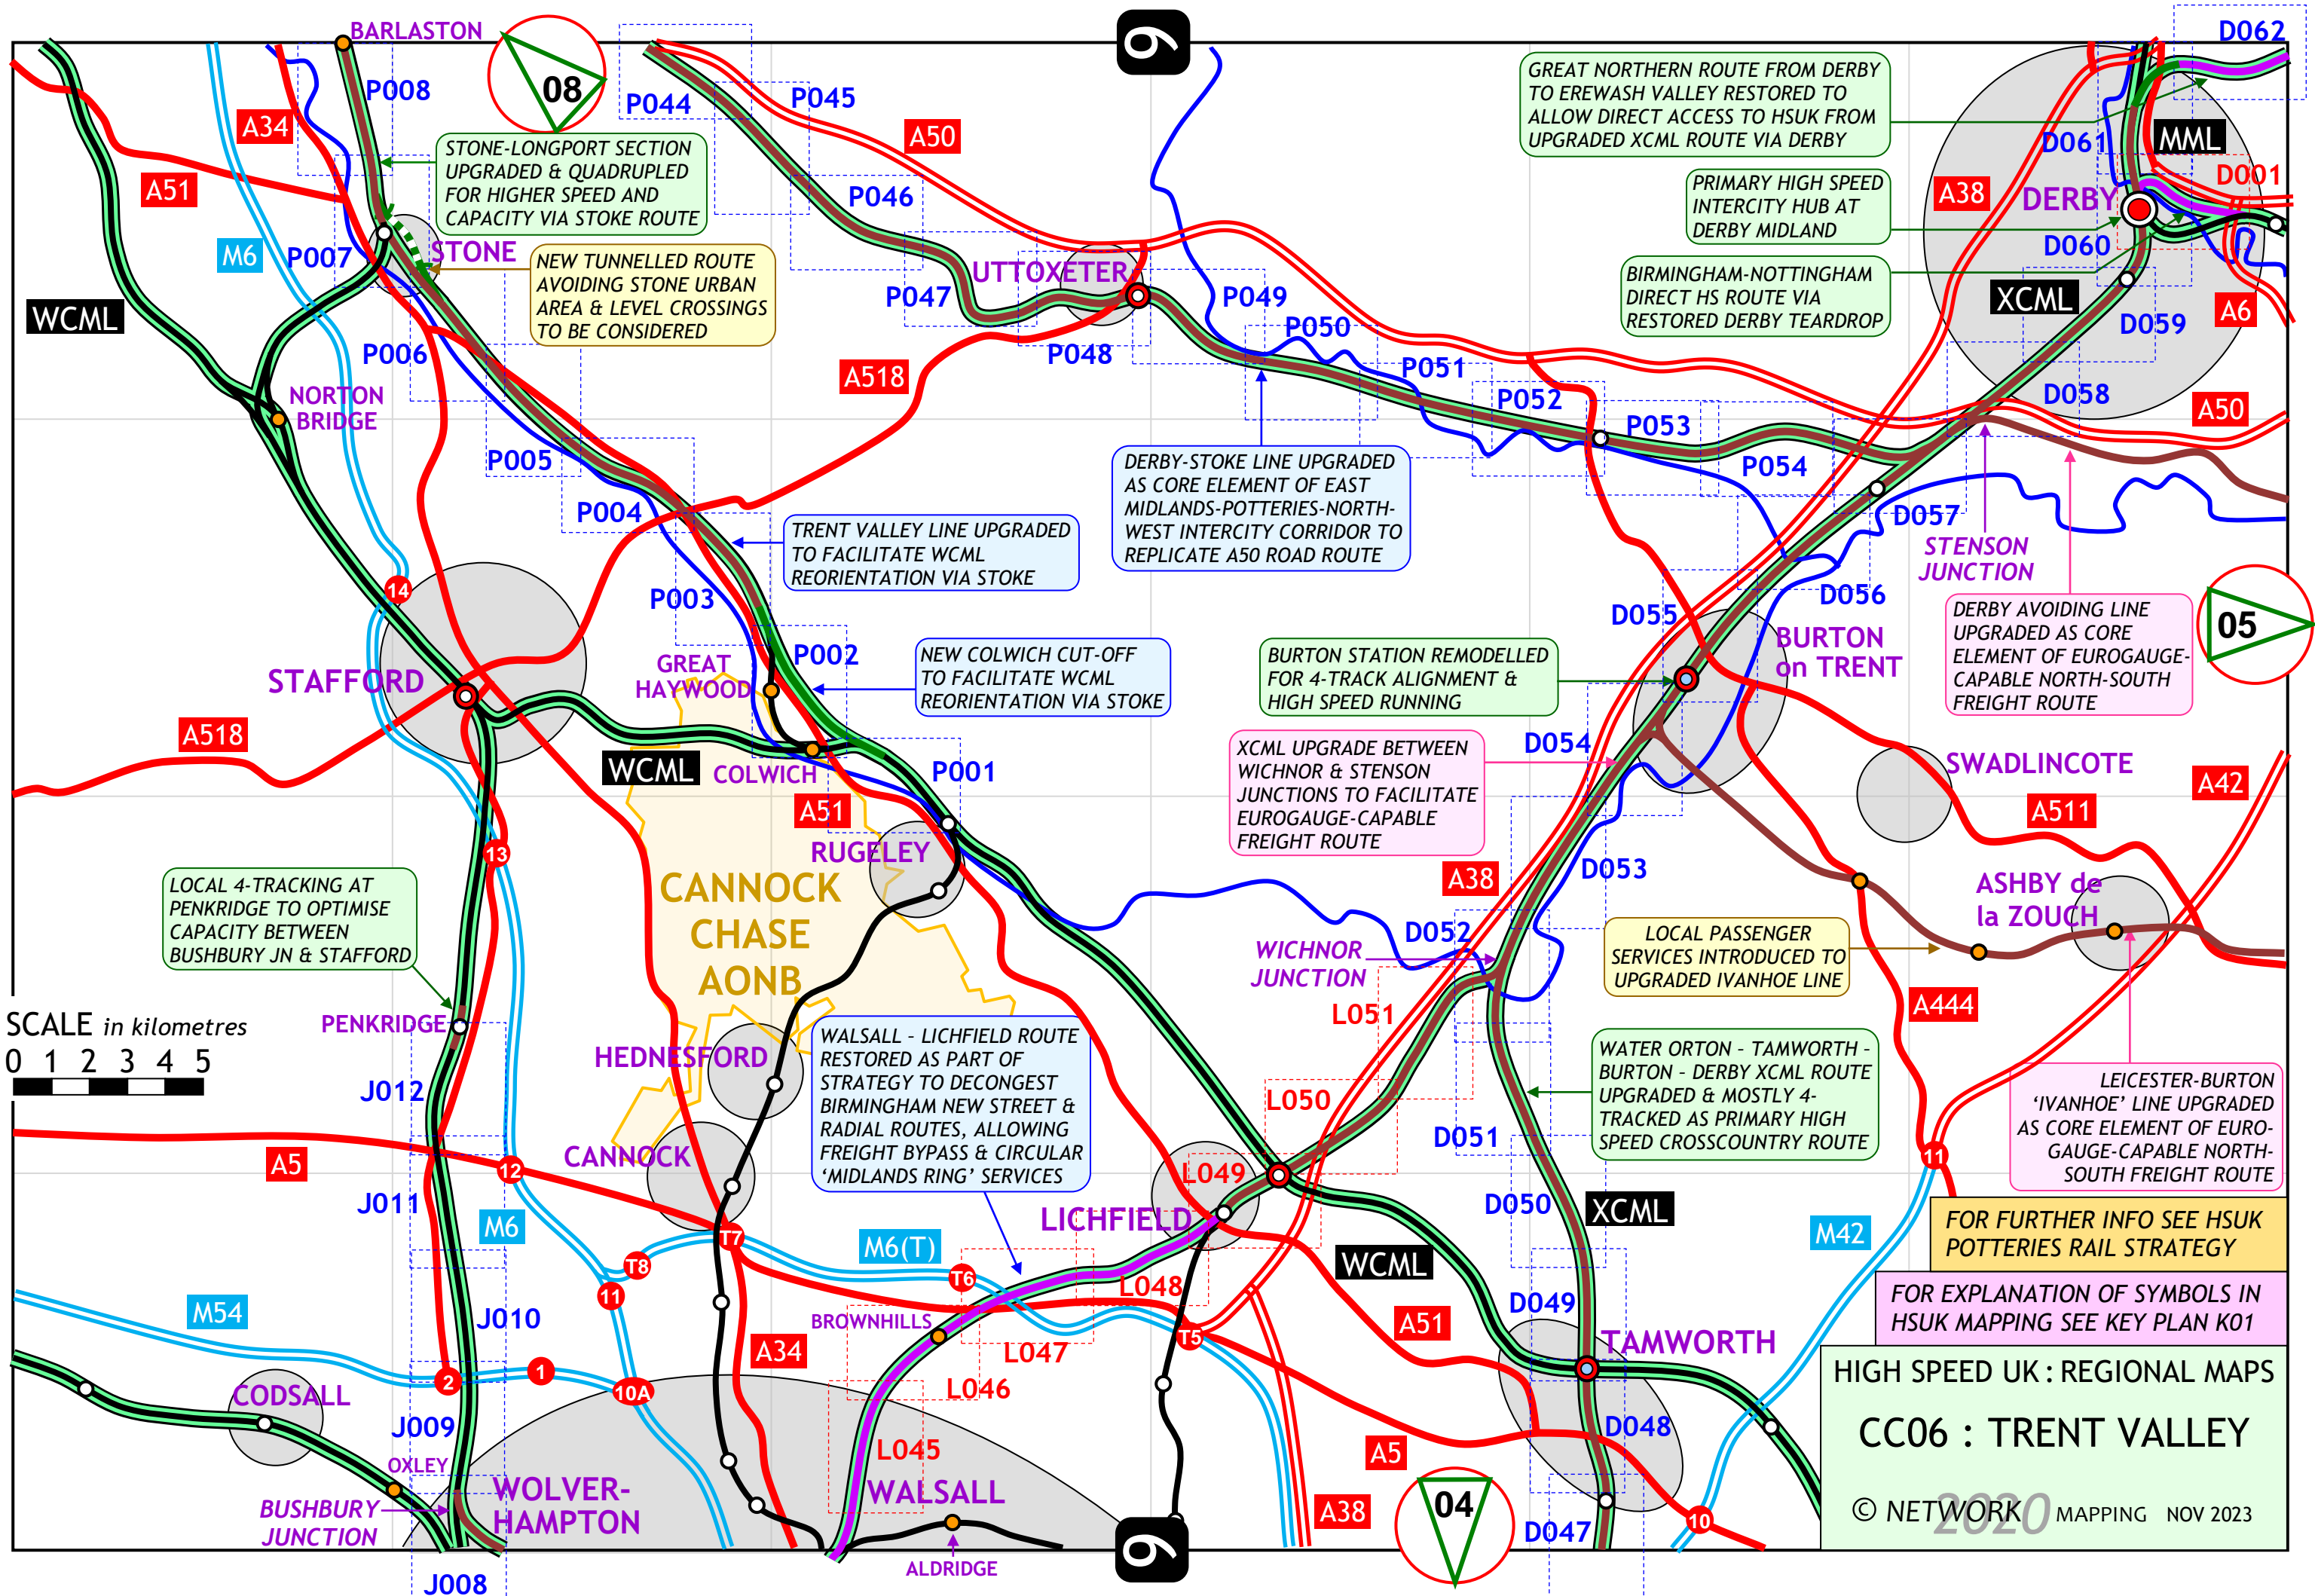 BARLASTON
08
6
D062
P008
P044
P045
A34
A50
GREAT NORTHERN ROUTE FROM DERBY
TO EREWASH VALLEY RESTORED TO
ALLOW DIRECT ACCESS TO HSUK FROM
UPGRADED XCML ROUTE VIA DERBY
D061
MML
STONE-LONGPORT SECTION
UPGRADED & QUADRUPLED
FOR HIGHER SPEED AND
CAPACITY VIA STOKE ROUTE
A51
P046
PRIMARY HIGH SPEED
INTERCITY HUB AT
DERBY MIDLAND
A38
DERBY
D001
M6
P007
STONE
NEW TUNNELLED ROUTE
AVOIDING STONE URBAN
AREA & LEVEL CROSSINGS
TO BE CONSIDERED
UTTOXETER
P047
P049
D060
BIRMINGHAM-NOTTINGHAM
DIRECT HS ROUTE VIA
RESTORED DERBY TEARDROP
XCML
A6
WCML
P006
P048
P050
D059
A518
P051
NORTON
BRIDGE
P052
D058
A50
P053
P005
DERBY-STOKE LINE UPGRADED
AS CORE ELEMENT OF EAST
MIDLANDS-POTTERIES-NORTH-
WEST INTERCITY CORRIDOR TO
REPLICATE A50 ROAD ROUTE
P054
P004
TRENT VALLEY LINE UPGRADED
TO FACILITATE WCML
REORIENTATION VIA STOKE
D057
STENSON
JUNCTION
14
P003
D055
D056
DERBY AVOIDING LINE
UPGRADED AS CORE
ELEMENT OF EUROGAUGE-
CAPABLE NORTH-SOUTH
FREIGHT ROUTE
05
GREAT
HAYWOOD
P002
NEW COLWICH CUT-OFF
TO FACILITATE WCML
REORIENTATION VIA STOKE
BURTON STATION REMODELLED
FOR 4-TRACK ALIGNMENT &
HIGH SPEED RUNNING
BURTON
on TRENT
STAFFORD
A518
WCML
COLWICH
P001
XCML UPGRADE BETWEEN
WICHNOR & STENSON
JUNCTIONS TO FACILITATE
EUROGAUGE-CAPABLE
FREIGHT ROUTE
D054
SWADLINCOTE
A42
A51
A511
13
RUGELEY
LOCAL 4-TRACKING AT
PENKRIDGE TO OPTIMISE
CAPACITY BETWEEN
BUSHBURY JN & STAFFORD
CANNOCK
CHASE
AONB
A38
D053
ASHBY de
la ZOUCH
D052
WICHNOR
JUNCTION
LOCAL PASSENGER
SERVICES INTRODUCED TO
UPGRADED IVANHOE LINE
SCALE in kilometres
0 1 2 3 4 5
PENKRIDGE
L051
A444
HEDNESFORD
WALSALL - LICHFIELD ROUTE
RESTORED AS PART OF
STRATEGY TO DECONGEST
BIRMINGHAM NEW STREET &
RADIAL ROUTES, ALLOWING
FREIGHT BYPASS & CIRCULAR
'MIDLANDS RING' SERVICES
WATER ORTON - TAMWORTH -
BURTON - DERBY XCML ROUTE
UPGRADED & MOSTLY 4-
TRACKED AS PRIMARY HIGH
SPEED CROSSCOUNTRY ROUTE
LEICESTER-BURTON
'IVANHOE' LINE UPGRADED
AS CORE ELEMENT OF EURO-
GAUGE-CAPABLE NORTH-
SOUTH FREIGHT ROUTE
J012
L050
D051
A5
12
CANNOCK
L049
11
J011
M6
LICHFIELD
D050
XCML
M42
FOR FURTHER INFO SEE HSUK
POTTERIES RAIL STRATEGY
T7
T8
M6(T)
T6
WCML
11
L048
M54
J010
BROWNHILLS
T5
D049
FOR EXPLANATION OF SYMBOLS IN
HSUK MAPPING SEE KEY PLAN K01
A34
L047
A51
TAMWORTH
2
1
10A
L046
HIGH SPEED UK : REGIONAL MAPS
CODSALL
J009
L045
D048
CC06 : TRENT VALLEY
OXLEY
A5
BUSHBURY
JUNCTION
WOLVER-
HAMPTON
WALSALL
A38
04
10
© NETWORK 2020 MAPPING NOV 2023
D047
ALDRIDGE
6
J008